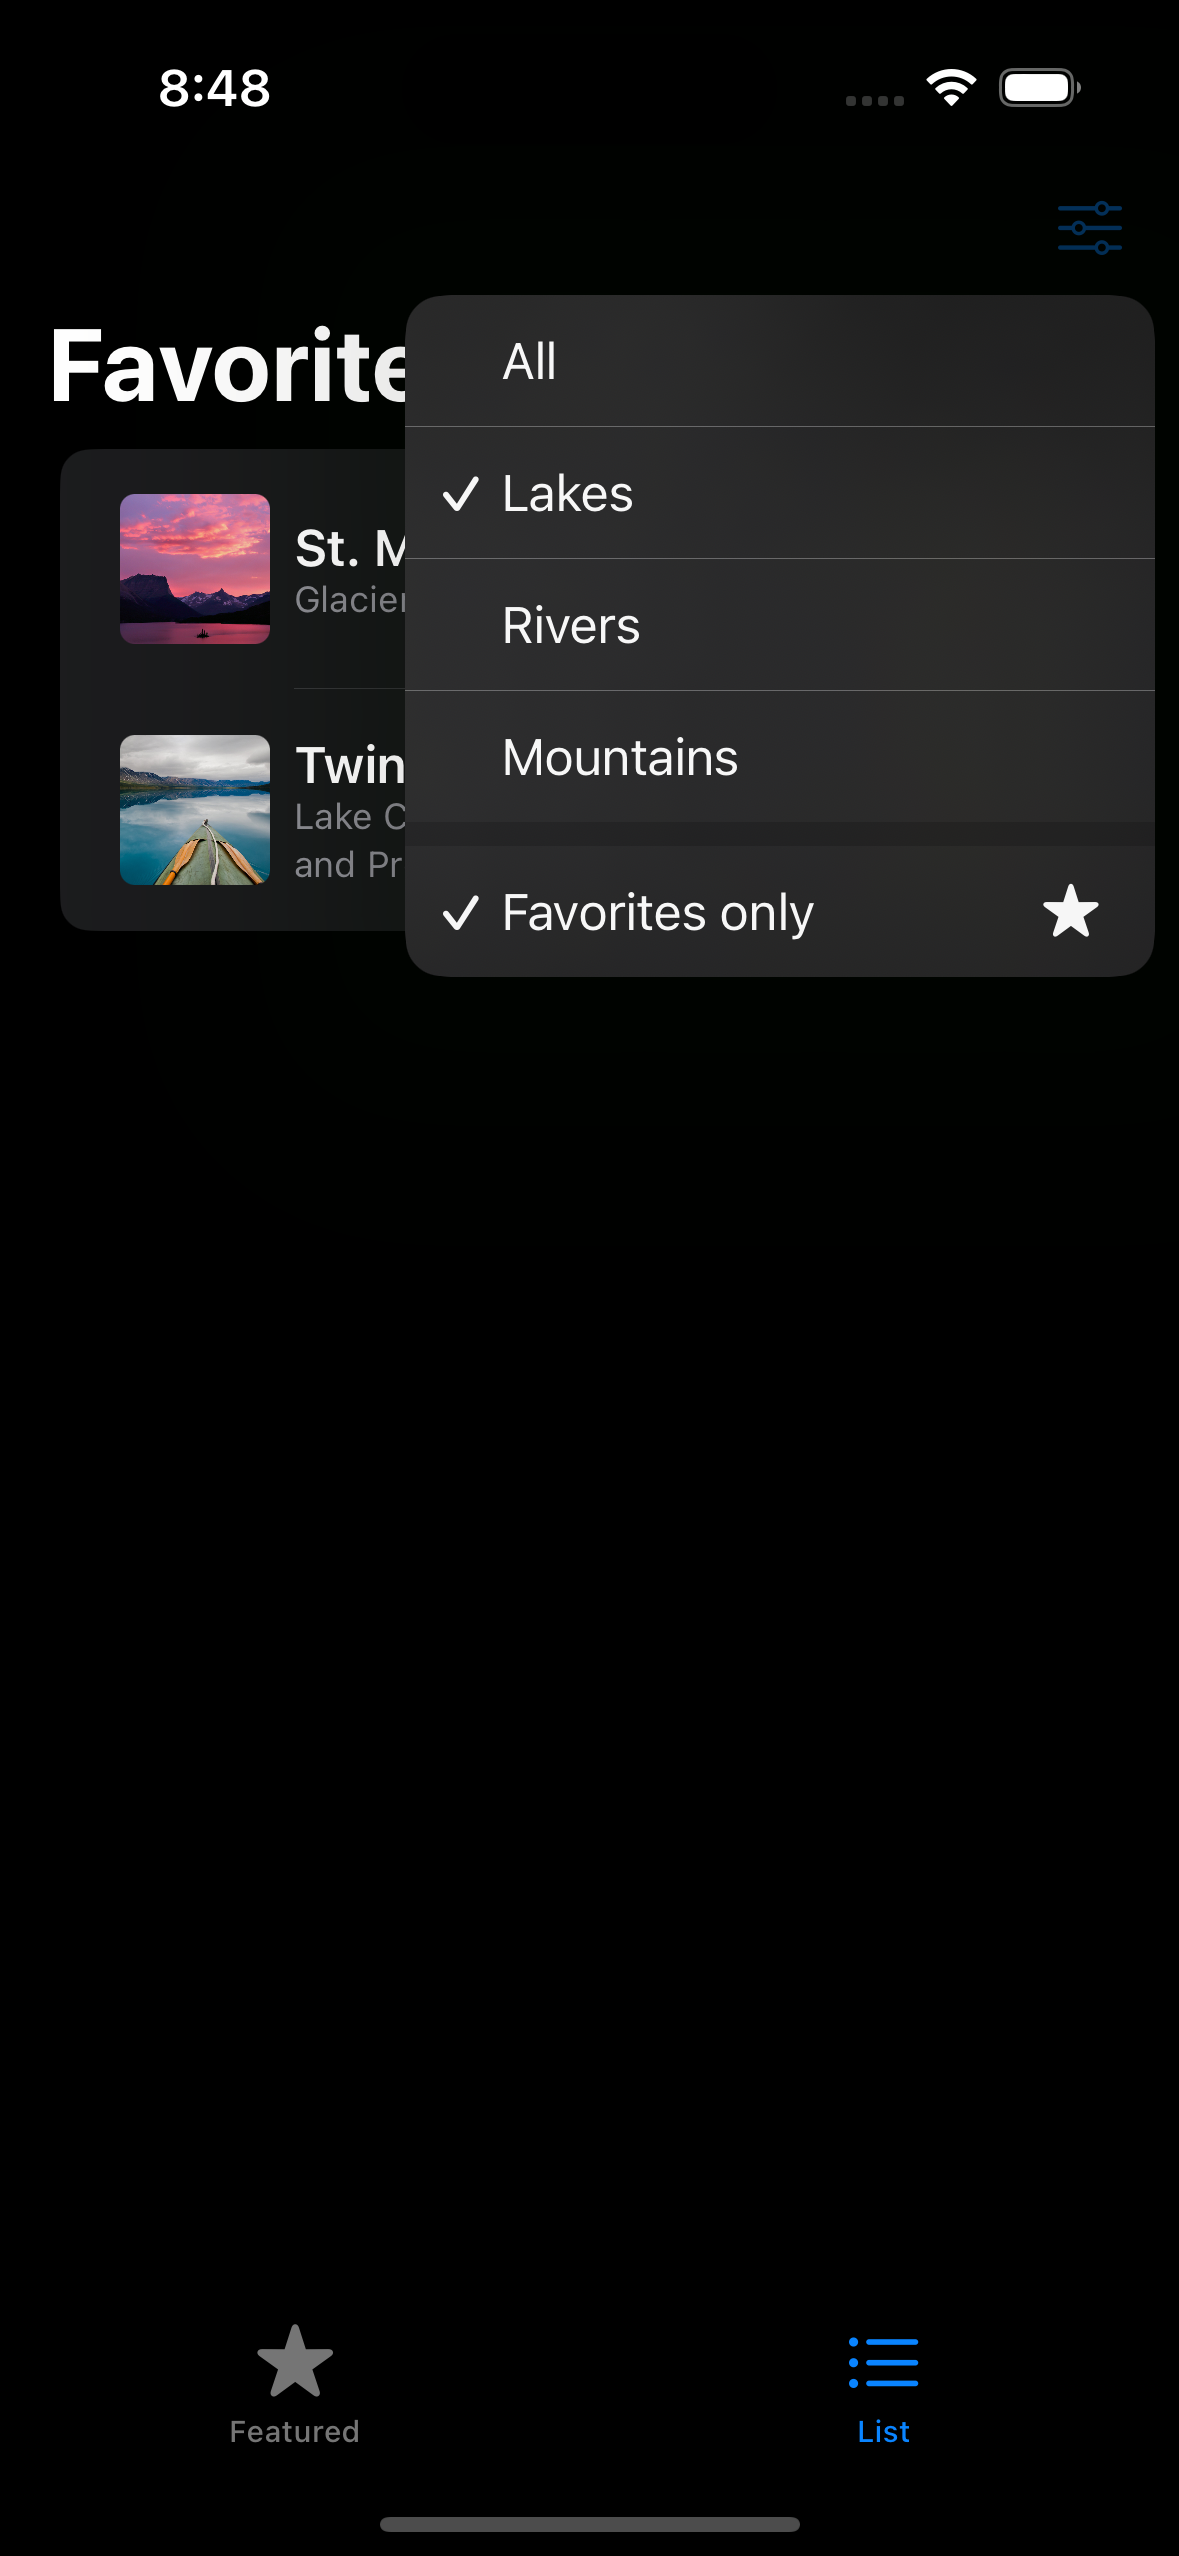 8:48
Favorite
All
Lakes
Rivers
Mountains
Favorites only
St. M
Glacier
Twin
Lake C
and Pr
Featured
List